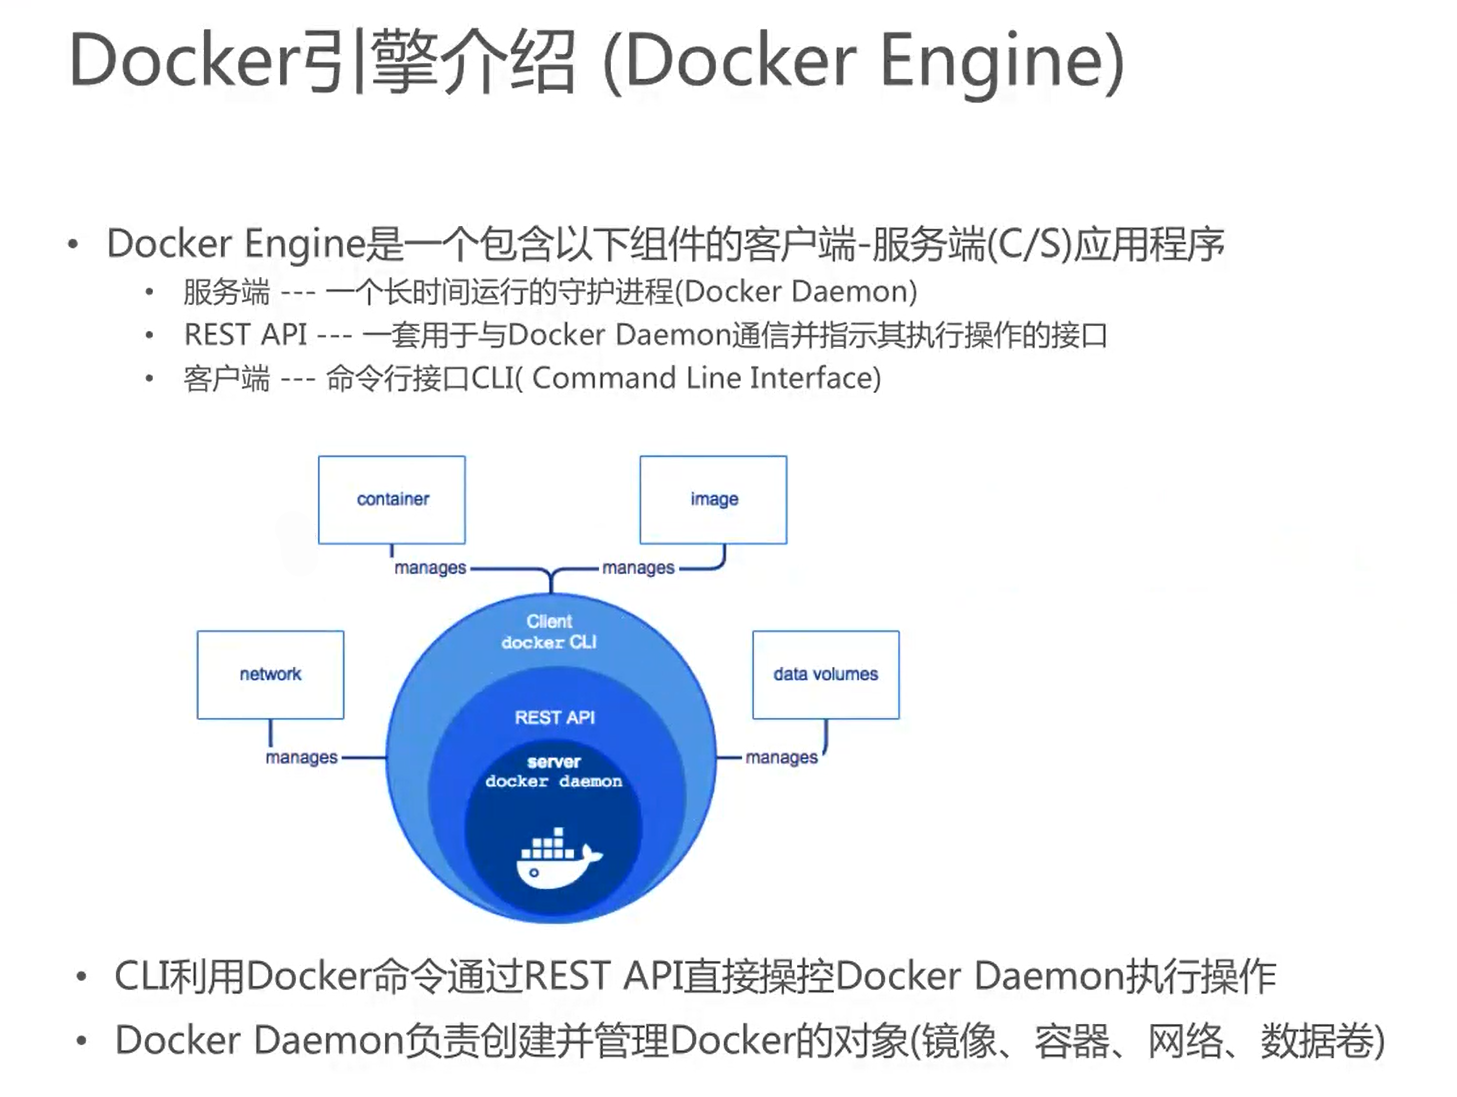 Docker引擎介绍 (Docker Engine)
• Docker Engine是一个包含以下组件的客户端-服务端(C/S)应用程序
• 服务端 --- 一个长时间运行的守护进程(Docker Daemon)
• REST API --- 一套用于与Docker Daemon通信并指示其执行操作的接口
• 客户端 --- 命令行接口CLI( Command Line Interface)
container
image
manages
manages
Client
docker CLI
network
data volumes
REST API
manages
manages
server
docker daemon
• CLI利用Docker命令通过REST API直接操控Docker Daemon执行操作
• Docker Daemon负责创建并管理Docker的对象(镜像、容器、网络、数据卷)